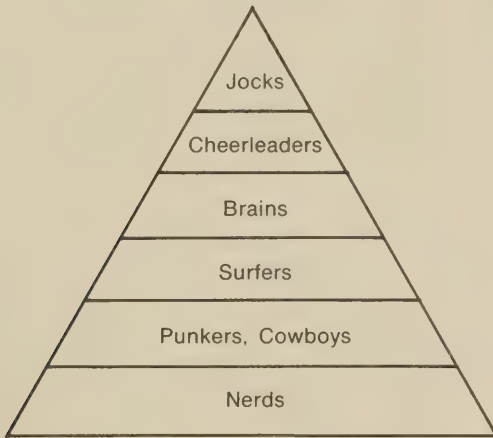 Jocks
Cheerleaders
Brains
Surfers
Punkers, Cowboys
Nerds